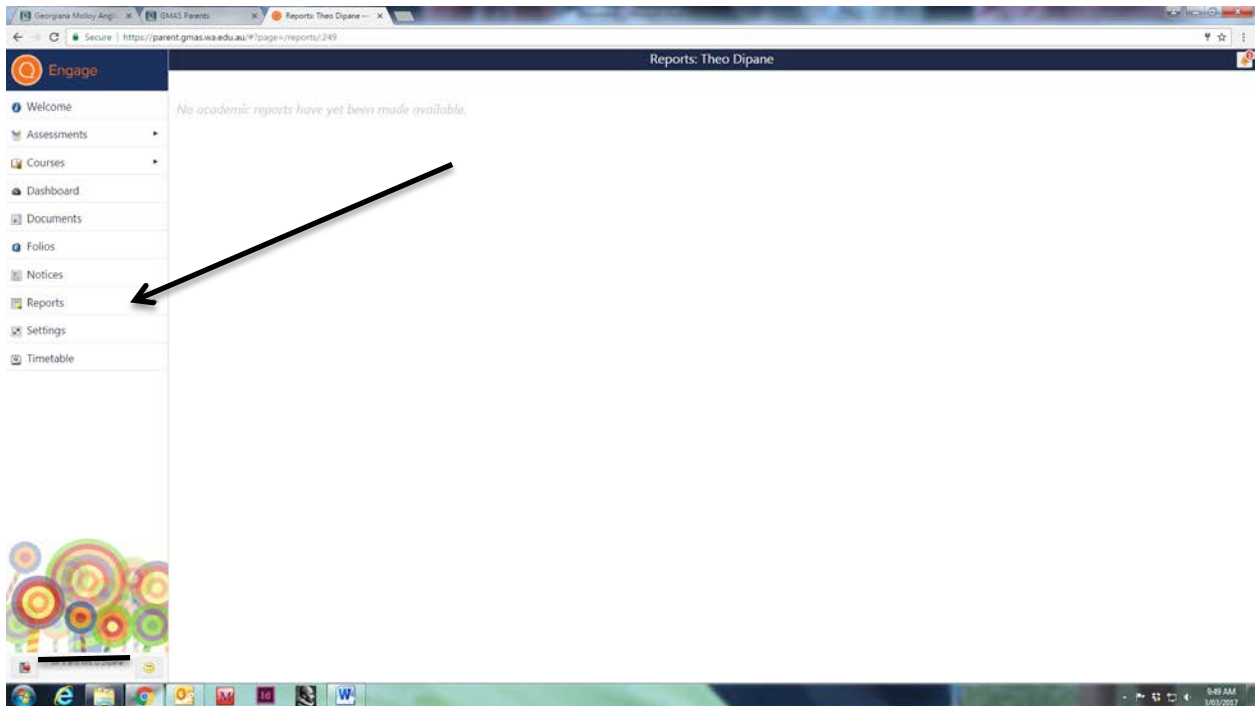 Georgiana Molloy Angli
GMAS Parents
Reports: Theo Dipane —
Secure | https://parent.gmas.wa.edu.au/#?page=/reports/:249
Engage
Reports: Theo Dipane
Welcome
Assessments
Courses
Dashboard
Documents
Folios
Notices
Reports
Settings
Timetable
No academic reports have yet been made available.
Id
W
9:49 AM
1/03/2017